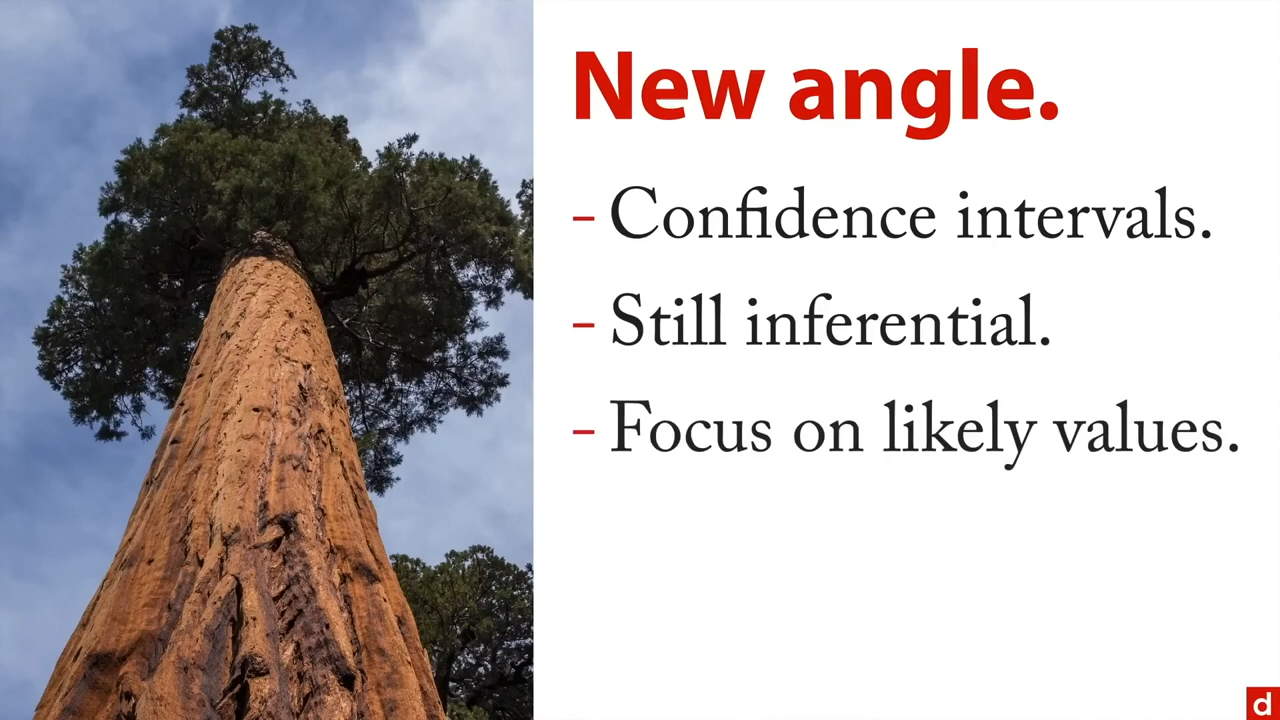 New angle.
- Confidence intervals.
- Still inferential.
- Focus on likely values.
d